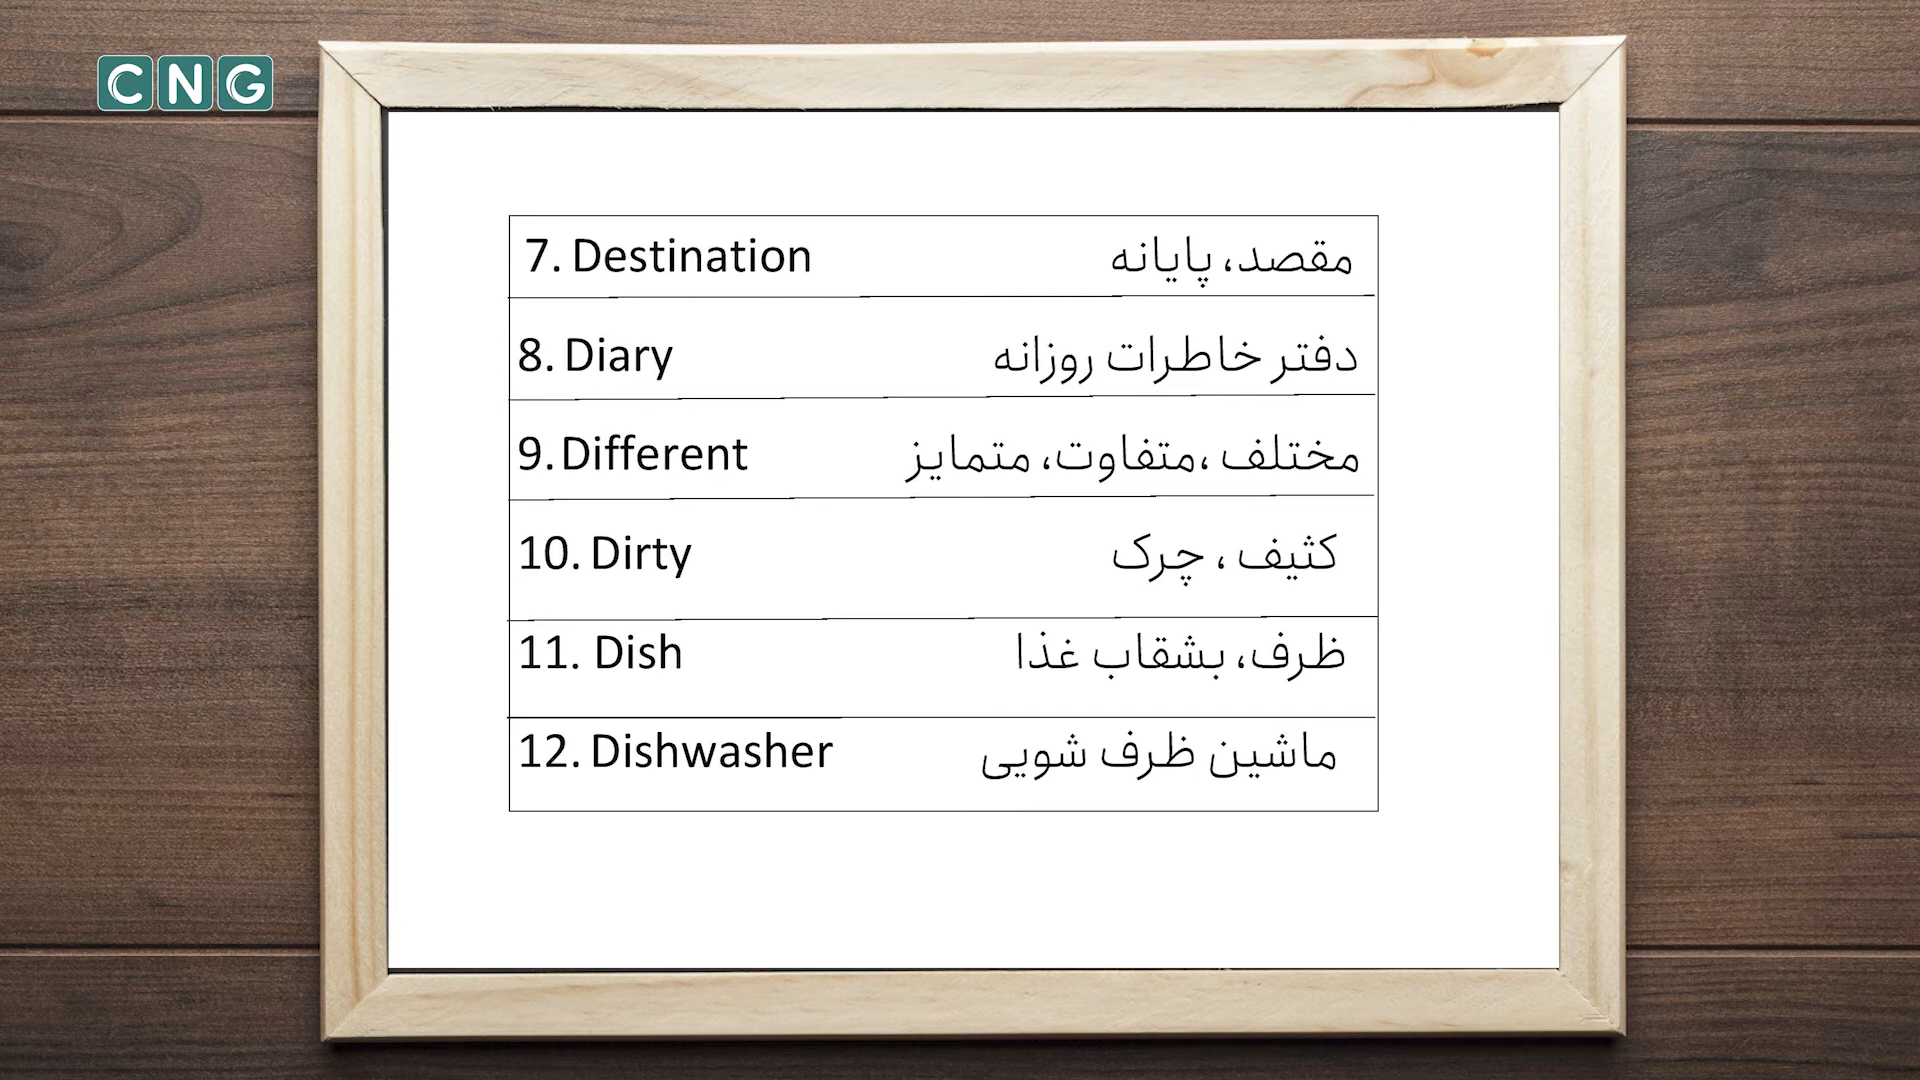 CNG
7. Destination مقصد، پایانه
8. Diary دفتر خاطرات روزانه
9. Different مختلف ،متفاوت، متمایز
10. Dirty کثیف ، چرک
11. Dish ظرف، بشقاب غذا
12. Dishwasher ماشین ظرف شویی